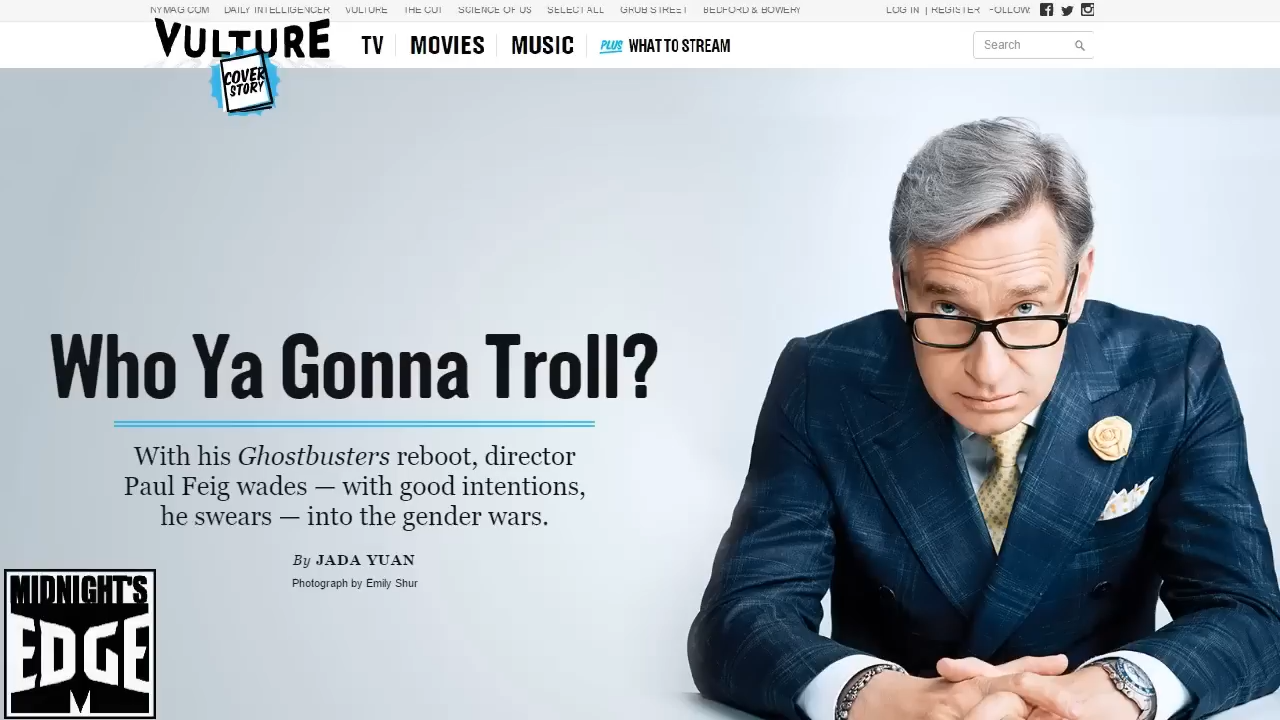 NYMAG.COM DAILY INTELLIGENCER VULTURE THE CUT SCIENCE OF US SELECT ALL GRUB STREET BEDFORD & BOWERY LOG IN | REGISTER FOLLOW:
VULTURE TV MOVIES MUSIC PLUS WHAT TO STREAM Search
COVER
STORY
Who Ya Gonna Troll?
With his Ghostbusters reboot, director
Paul Feig wades — with good intentions,
he swears — into the gender wars.
By JADA YUAN
Photograph by Emily Shur
MIDNIGHT'S
EDGE